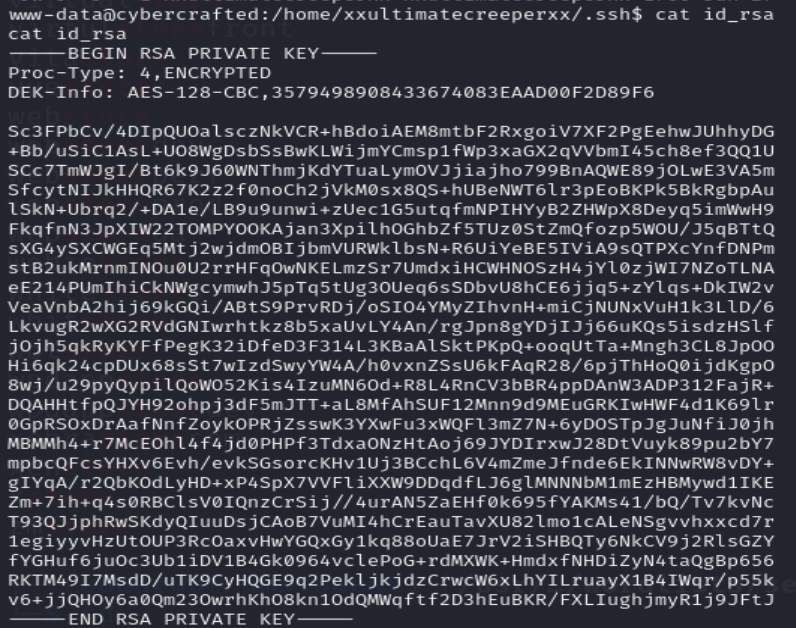 www-data@cybercrafted:/home/xxultimatecreeperxx/.ssh$ cat id_rsa
cat id_rsa
-----BEGIN RSA PRIVATE KEY-----
Proc-Type: 4,ENCRYPTED
DEK-Info: AES-128-CBC,3579498908433674083EAAD00F2D89F6

Sc3FPbCv/4DIpQUOalsczNkVCR+hBdoiAEM8mtbF2RxgoiV7XF2PgEehwJUhhyDG
+Bb/uSiC1AsL+UO8WgDsbSsBwKLWijmYCmsp1fWp3xaGX2qVVbmI45ch8ef3QQ1U
SCc7TmWJgI/Bt6k9J60WNThmjKdYTuaLymOVJjiajho799BnAQWE89jOLwE3VA5m
SfcytNIJkHHQR67K2z2f0noCh2jVkM0sx8QS+hUBeNWT6lr3pEoBKPk5BkRgbpAu
lSkN+Ubrq2/+DA1e/LB9u9unwi+zUec1G5utqfmNPIHYyB2ZHWpX8Deyq5imWwH9
FkqfnN3JpXIW22TOMPYOOKAjan3XpilhOGhbZf5TUz0StZmQfozp5WOU/J5qBTtQ
sXG4ySXCWGEq5Mtj2wjdmOBIjbmVURWklbsN+R6UiYeBE5IViA9sQTPXcYnfDNPm
stB2ukMrnmINOu0U2rrHFqOwNKELmzSr7UmdxiHCWHNOSzH4jYl0zjWI7NZoTLNA
eE214PUmIhiCkNWgcymwhJ5pTq5tUg3OUeq6sSDbvU8hCE6jjq5+zYlqs+DkIW2v
VeaVnbA2hij69kGQi/ABtS9PrvRDj/oSIO4YMyZIhvnH+miCjNUNxVuH1k3LlD/6
LkvugR2wXG2RVdGNIwrhtkz8b5xaUvLY4An/rgJpn8gYDjIJj66uKQs5isdzHSlf
jOjh5qkRyKYFfPegK32iDfeD3F314L3KBaAlSktPKpQ+ooqUtTa+Mngh3CL8JpOO
Hi6qk24cpDUx68sSt7wIzdSwyYW4A/h0vxnZSsU6kFAqR28/6pjThHoQ0ijdKgpO
8wj/u29pyQypilQoWO52Kis4IzuMN6Od+R8L4RnCV3bBR4ppDAnW3ADP312FajR+
DQAHHtfpQJYH92ohpj3dF5mJTT+aL8MfAhSUF12Mnn9d9MEuGRKIwHWF4d1K69lr
0GpRSOxDrAafNnfZoykOPRjZsswK3YXwFu3xWQFl3mZ7N+6yDOSTpJgJuNfiJ0jh
MBMMh4+r7McEOhl4f4jd0PHPf3TdxaONzHtAoj69JYDIrxwJ28DtVuyk89pu2bY7
mpbcQFcsYHXv6Evh/evkSGsorcKHv1Uj3BCchL6V4mZmeJfnde6EkINNwRW8vDY+
gIYqA/r2QbKOdLyHD+xP4SpX7VVFliXXW9DDqdfLJ6glMNNNbM1mEzHBMywd1IKE
Zm+7ih+q4s0RBClsV0IQnzCrSij//4urAN5ZaEHf0k695fYAKMs41/bQ/Tv7kvNc
T93QJjphRwSKdyQIuuDsjCAoB7VuMI4hCrEauTavXU82lmo1cALeNSgvvhxxcd7r
1egiyyvHzUtOUP3RcOaxvHwYGQxGy1kq88oUaE7JrV2iSHBQTy6NkCV9j2RlsGZY
fYGHuf6juOc3Ub1iDV1B4Gk0964vclePoG+rdMXWK+HmdxfNHDiZyN4taQgBp656
RKTM49I7MsdD/uTK9CyHQGE9q2PekljkjdzCrwcW6xLhYILruayX1B4IWqr/p55k
v6+jjQHOy6a0Qm23OwrhKhO8kn1OdQMWqftf2D3hEuBKR/FXLIughjmyR1j9JFtJ
-----END RSA PRIVATE KEY-----